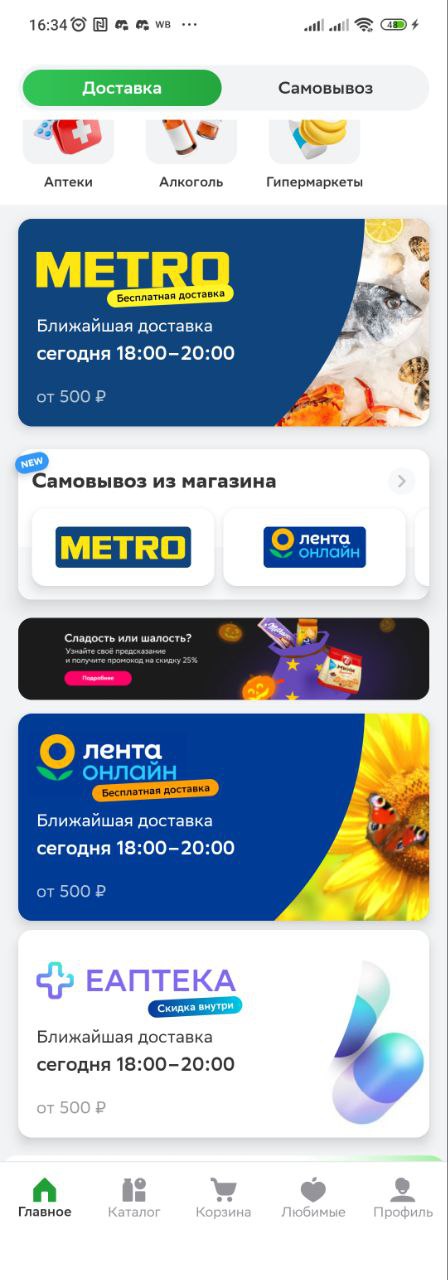 16:34
WB
48
Доставка
Самовывоз
Аптеки
Алкоголь
Гипермаркеты
METRO
Бесплатная доставка
Ближайшая доставка
сегодня 18:00–20:00
от 500 ₽
NEW
Самовывоз из магазина
METRO
лента
онлайн
Сладость или шалость?
Узнайте своё предсказание
и получите промокод на скидку 25%
Подробнее
Milka
лента
онлайн
Бесплатная доставка
Ближайшая доставка
сегодня 18:00–20:00
от 500 ₽
ЕАПТЕКА
Скидка внутри
Ближайшая доставка
сегодня 18:00–20:00
от 500 ₽
Главное
Каталог
Корзина
Любимые
Профиль